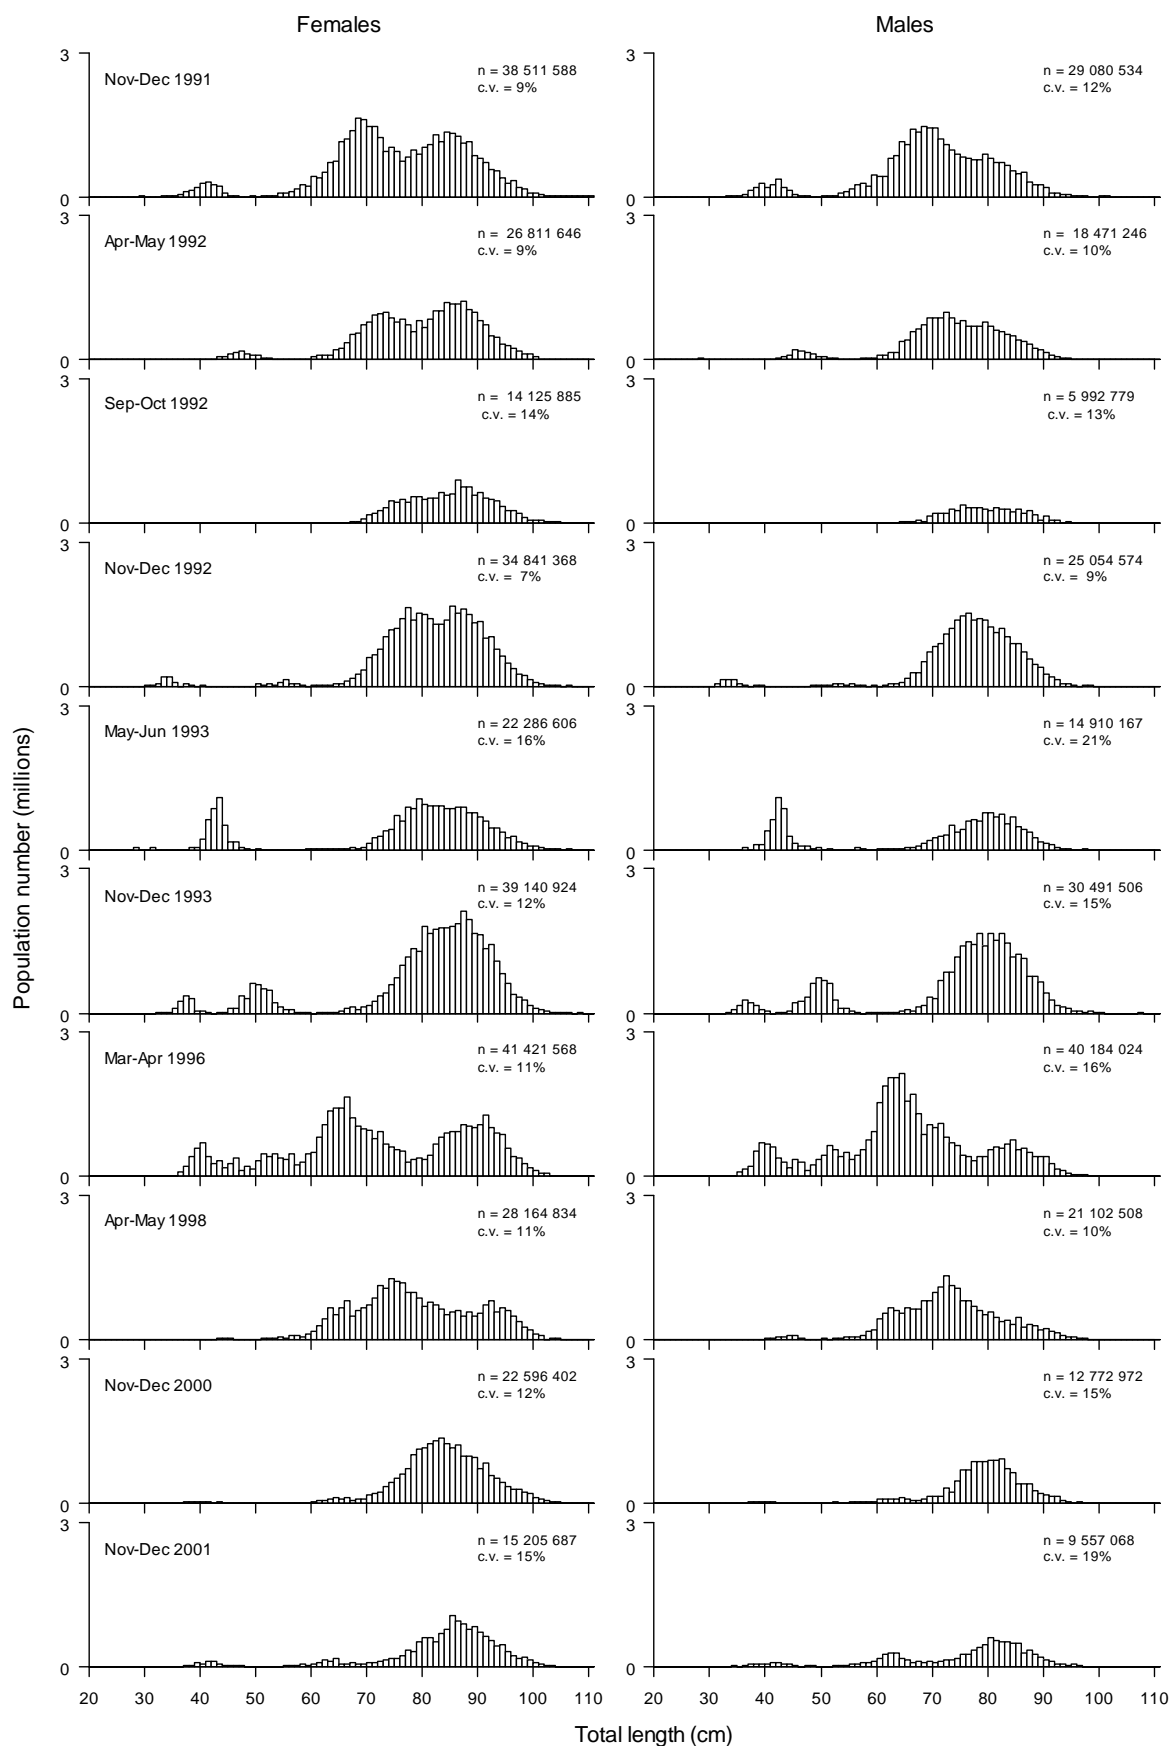 Females
Males
3
Nov-Dec 1991
n = 38 511 588
c.v. = 9%
0
n = 29 080 534
c.v. = 12%
3
0
3
Apr-May 1992
n = 26 811 646
c.v. = 9%
0
3
n = 18 471 246
c.v. = 10%
0
3
Sep-Oct 1992
n = 14 125 885
c.v. = 14%
0
3
n = 5 992 779
c.v. = 13%
0
3
Nov-Dec 1992
n = 34 841 368
c.v. = 7%
0
3
n = 25 054 574
c.v. = 9%
0
3
May-Jun 1993
n = 22 286 606
c.v. = 16%
0
3
n = 14 910 167
c.v. = 21%
0
3
Nov-Dec 1993
n = 39 140 924
c.v. = 12%
0
3
n = 30 491 506
c.v. = 15%
0
3
Mar-Apr 1996
n = 41 421 568
c.v. = 11%
0
3
n = 40 184 024
c.v. = 16%
0
3
Apr-May 1998
n = 28 164 834
c.v. = 11%
0
3
n = 21 102 508
c.v. = 10%
0
3
Nov-Dec 2000
n = 22 596 402
c.v. = 12%
0
3
n = 12 772 972
c.v. = 15%
0
3
Nov-Dec 2001
n = 15 205 687
c.v. = 15%
0
3
n = 9 557 068
c.v. = 19%
0
20 30 40 50 60 70 80 90 100 110
20 30 40 50 60 70 80 90 100 110
Total length (cm)
Population number (millions)